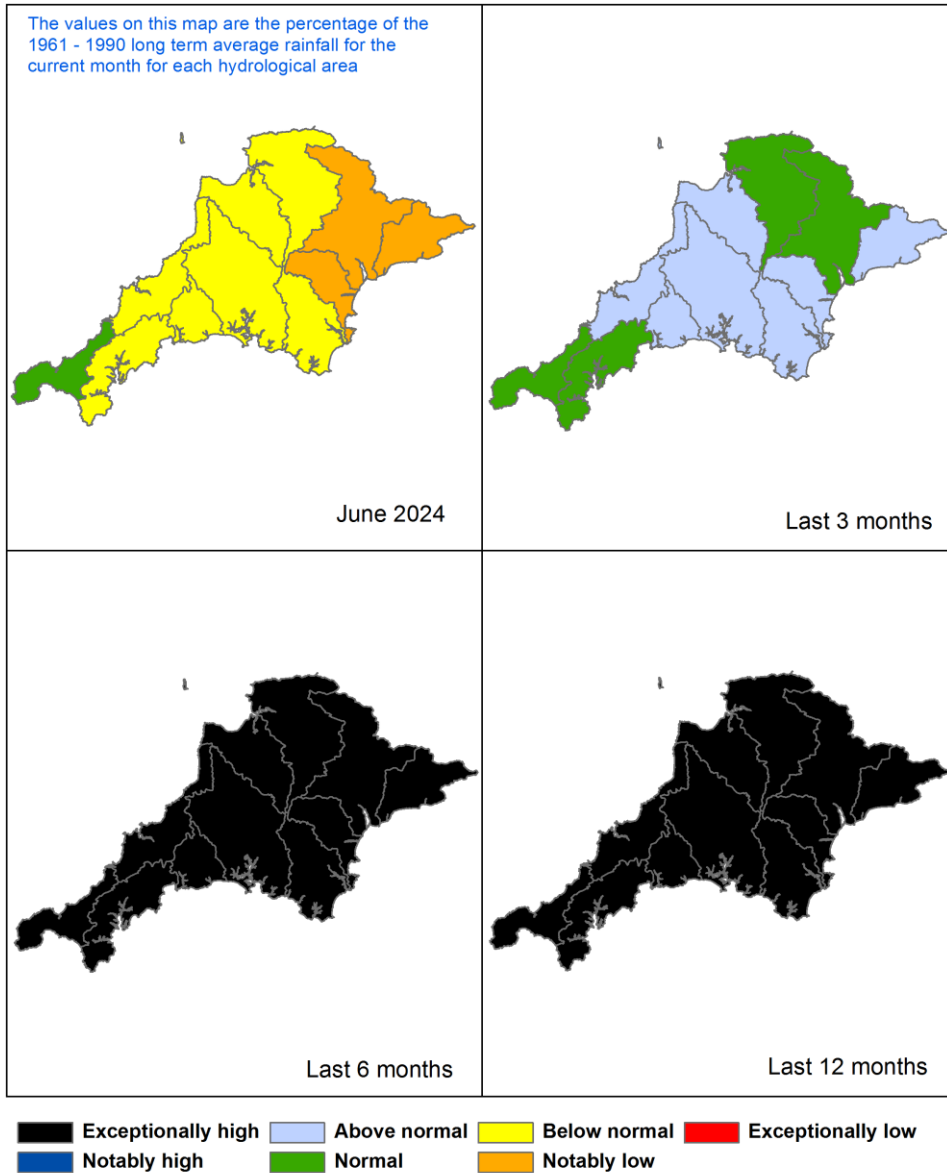 The values on this map are the percentage of the
1961 - 1990 long term average rainfall for the
current month for each hydrological area
June 2024
Last 3 months
Last 6 months
Last 12 months
Exceptionally high
Above normal
Below normal
Exceptionally low
Notably high
Normal
Notably low